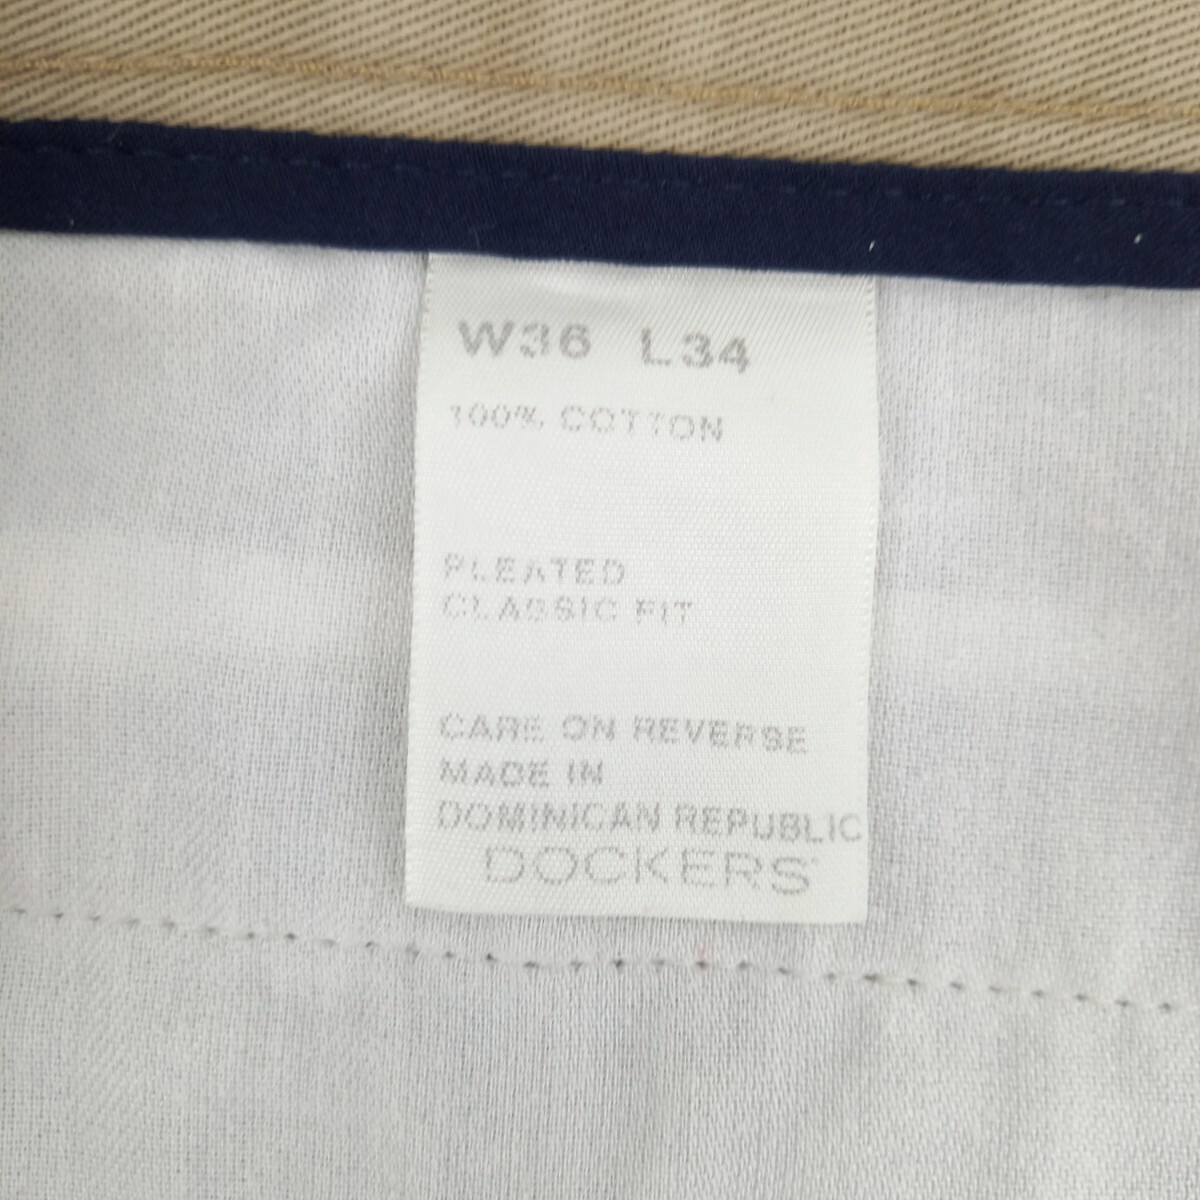 W36 L34
100% COTTON
PLEATED
CLASSIC FIT
CARE ON REVERSE
MADE IN
DOMINICAN REPUBLIC
DOCKERS